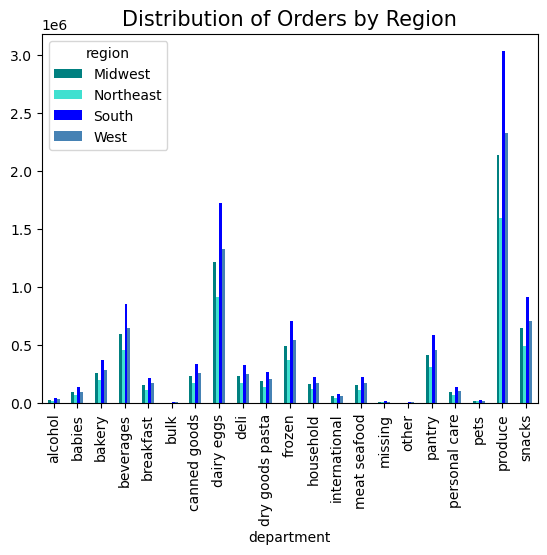 Distribution of Orders by Region
1e6
region
Midwest
Northeast
South
West
3.0
2.5
2.0
1.5
1.0
0.5
0.0
alcohol
babies
bakery
beverages
breakfast
bulk
canned goods
dairy eggs
deli
dry goods pasta
frozen
household
international
meat seafood
missing
other
pantry
personal care
pets
produce
snacks
department